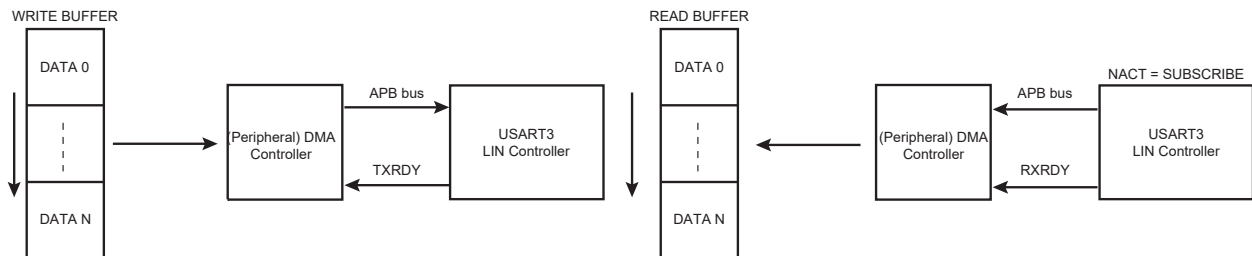 WRITE BUFFER
DATA 0
DATA N
(Peripheral) DMA
Controller
APB bus
TXRDY
USART3
LIN Controller
READ BUFFER
DATA 0
DATA N
(Peripheral) DMA
Controller
APB bus
RXRDY
NACT = SUBSCRIBE
USART3
LIN Controller